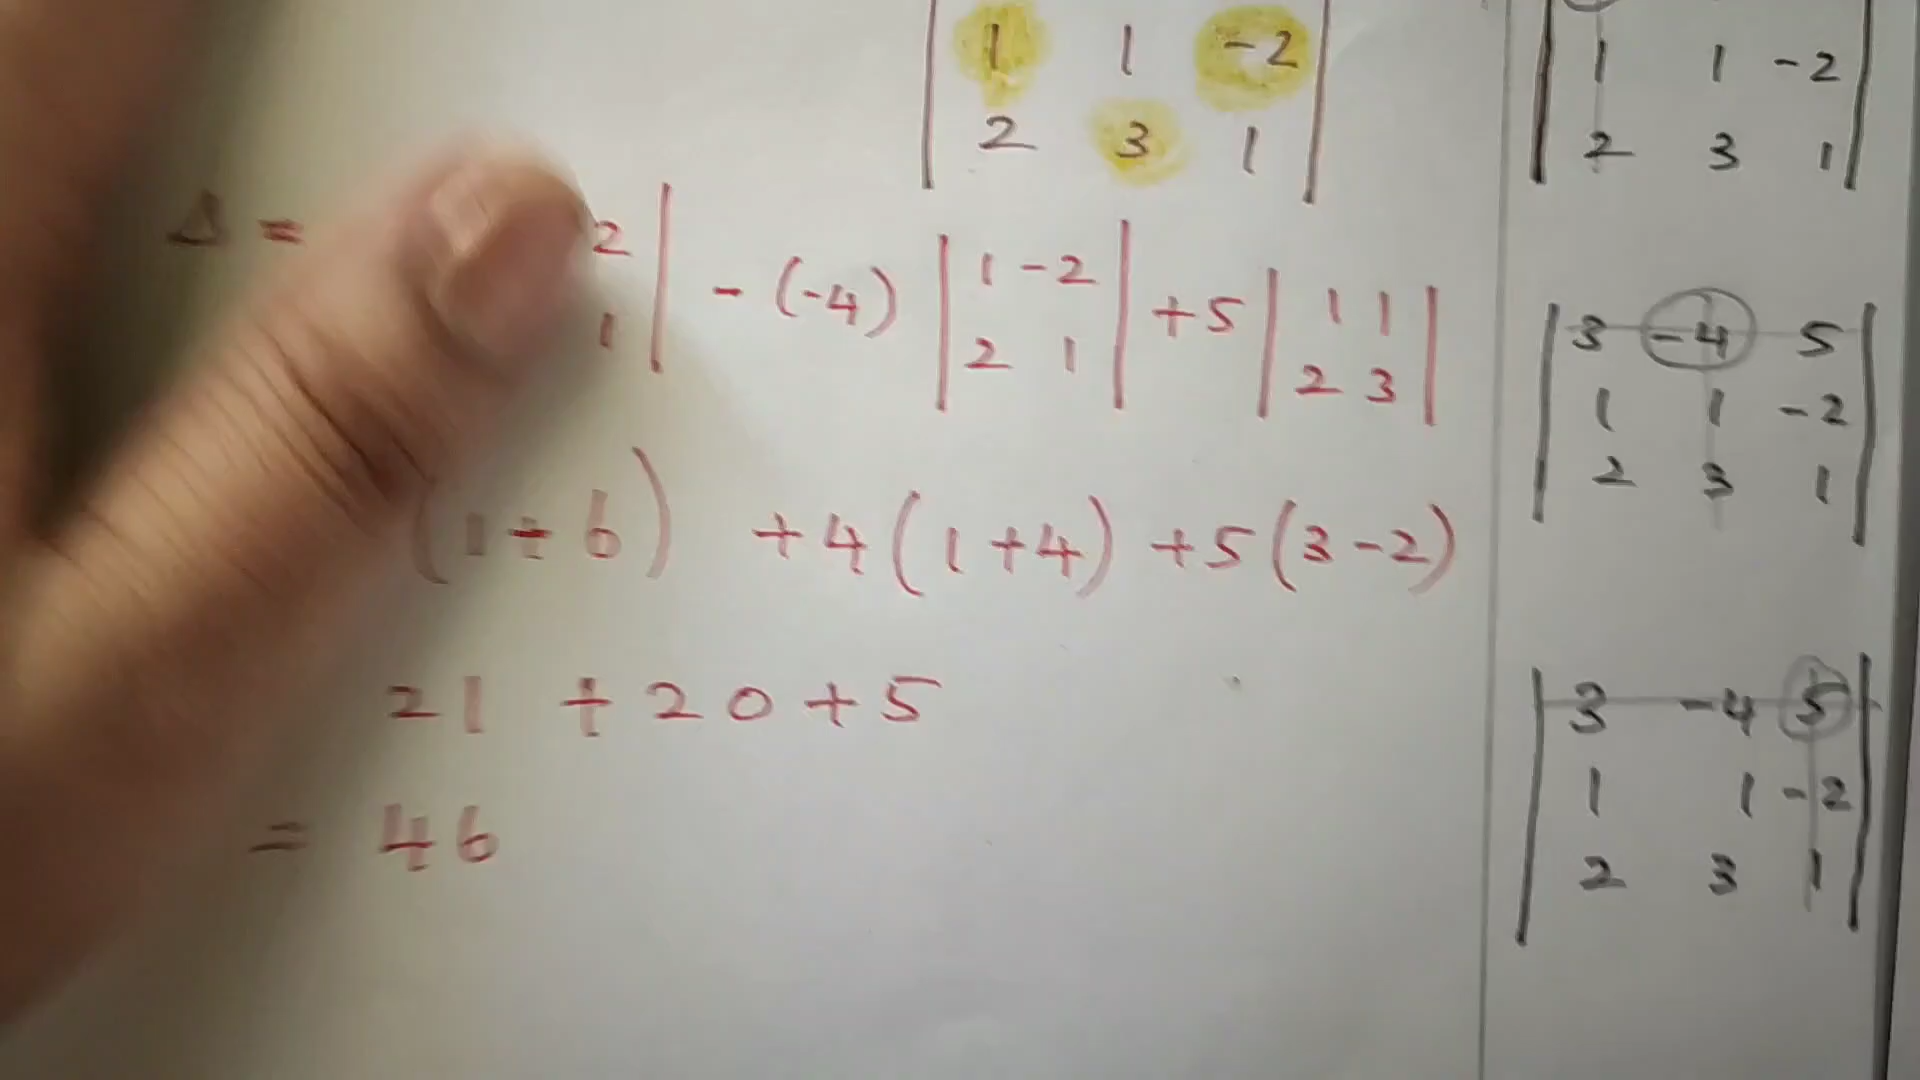 | 1 1 -2 |
| 2 3 1 |
Δ =
2 | - (-4) | 1 -2 | + 5 | 1 1 |
1 | | 2 1 | | 2 3 |
(1 + 6) + 4 (1 + 4) + 5 (3 - 2)
21 + 20 + 5
= 46
| 1 1 -2 |
| 2 3 1 |
| 3 -4 5 |
| 1 1 -2 |
| 2 3 1 |
| 3 -4 5 |
| 1 1 -2 |
| 2 3 1 |